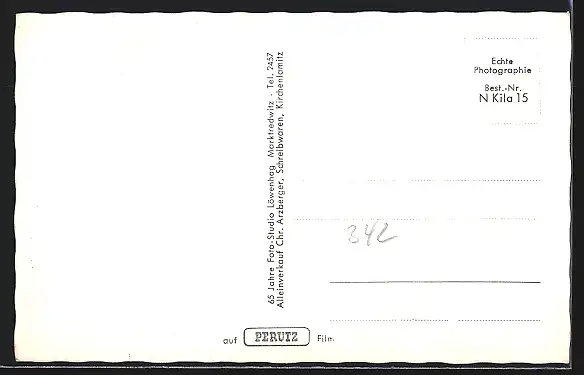 65 Jahre Foto-Studio Löwenhag Marktredwitz - Tel. 2457
Alleinverkauf Chr. Arzberger, Schreibwaren, Kirchenlamitz
Echte
Photographie
Best.-Nr.
N Kila 15
342
auf PERUTZ Film